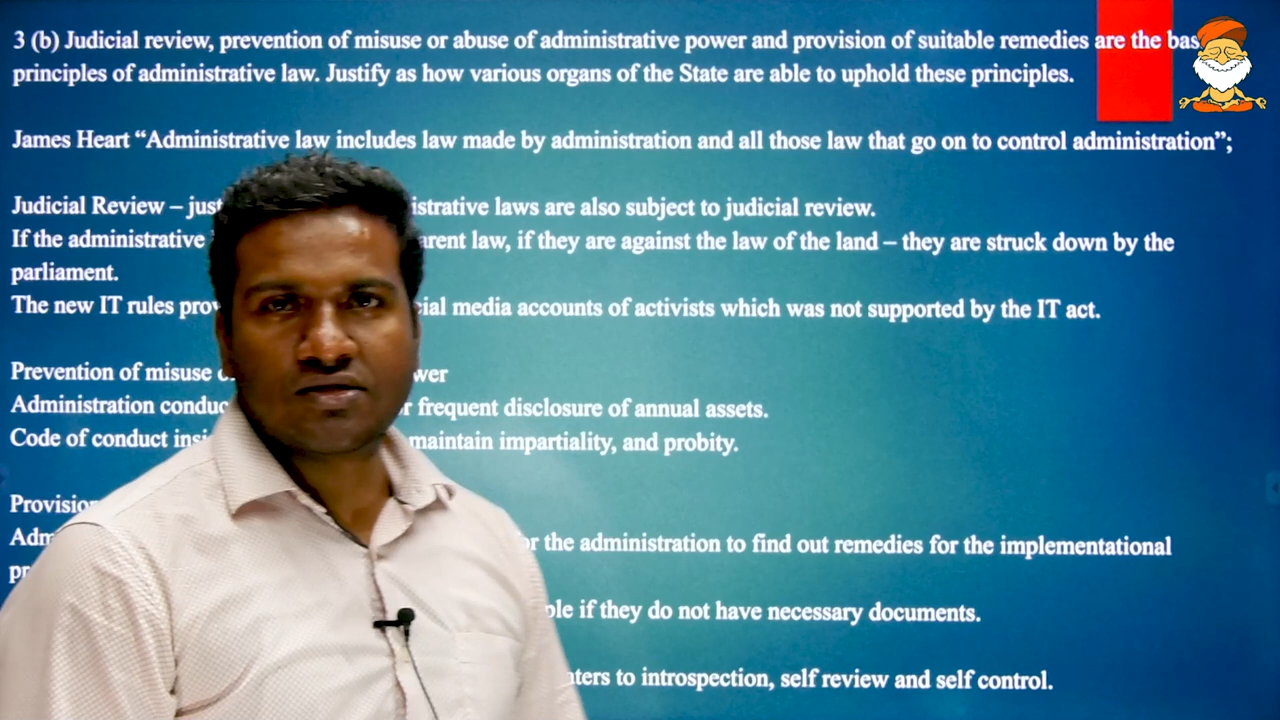 3 (b) Judicial review, prevention of misuse or abuse of administrative power and provision of suitable remedies are the bas
principles of administrative law. Justify as how various organs of the State are able to uphold these principles.
James Heart “Administrative law includes law made by administration and all those law that go on to control administration”;
Judicial Review – just istrative laws are also subject to judicial review.
If the administrative arent law, if they are against the law of the land – they are struck down by the
parliament.
The new IT rules prov cial media accounts of activists which was not supported by the IT act.
Prevention of misuse o wer
Administration conduc r frequent disclosure of annual assets.
Code of conduct insi maintain impartiality, and probity.
Provision
Adm or the administration to find out remedies for the implementational
pr
ple if they do not have necessary documents.
aters to introspection, self review and self control.